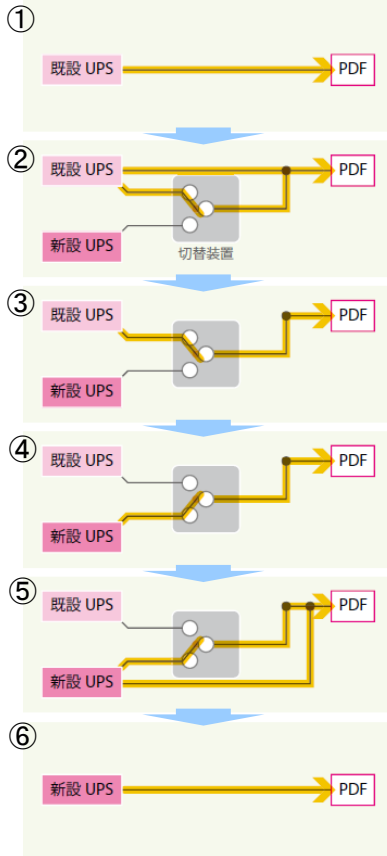 ①
既設 UPS PDF
②
既設 UPS PDF
新設 UPS
切替装置
③
既設 UPS PDF
新設 UPS
④
既設 UPS PDF
新設 UPS
⑤
既設 UPS PDF
新設 UPS
⑥
新設 UPS PDF